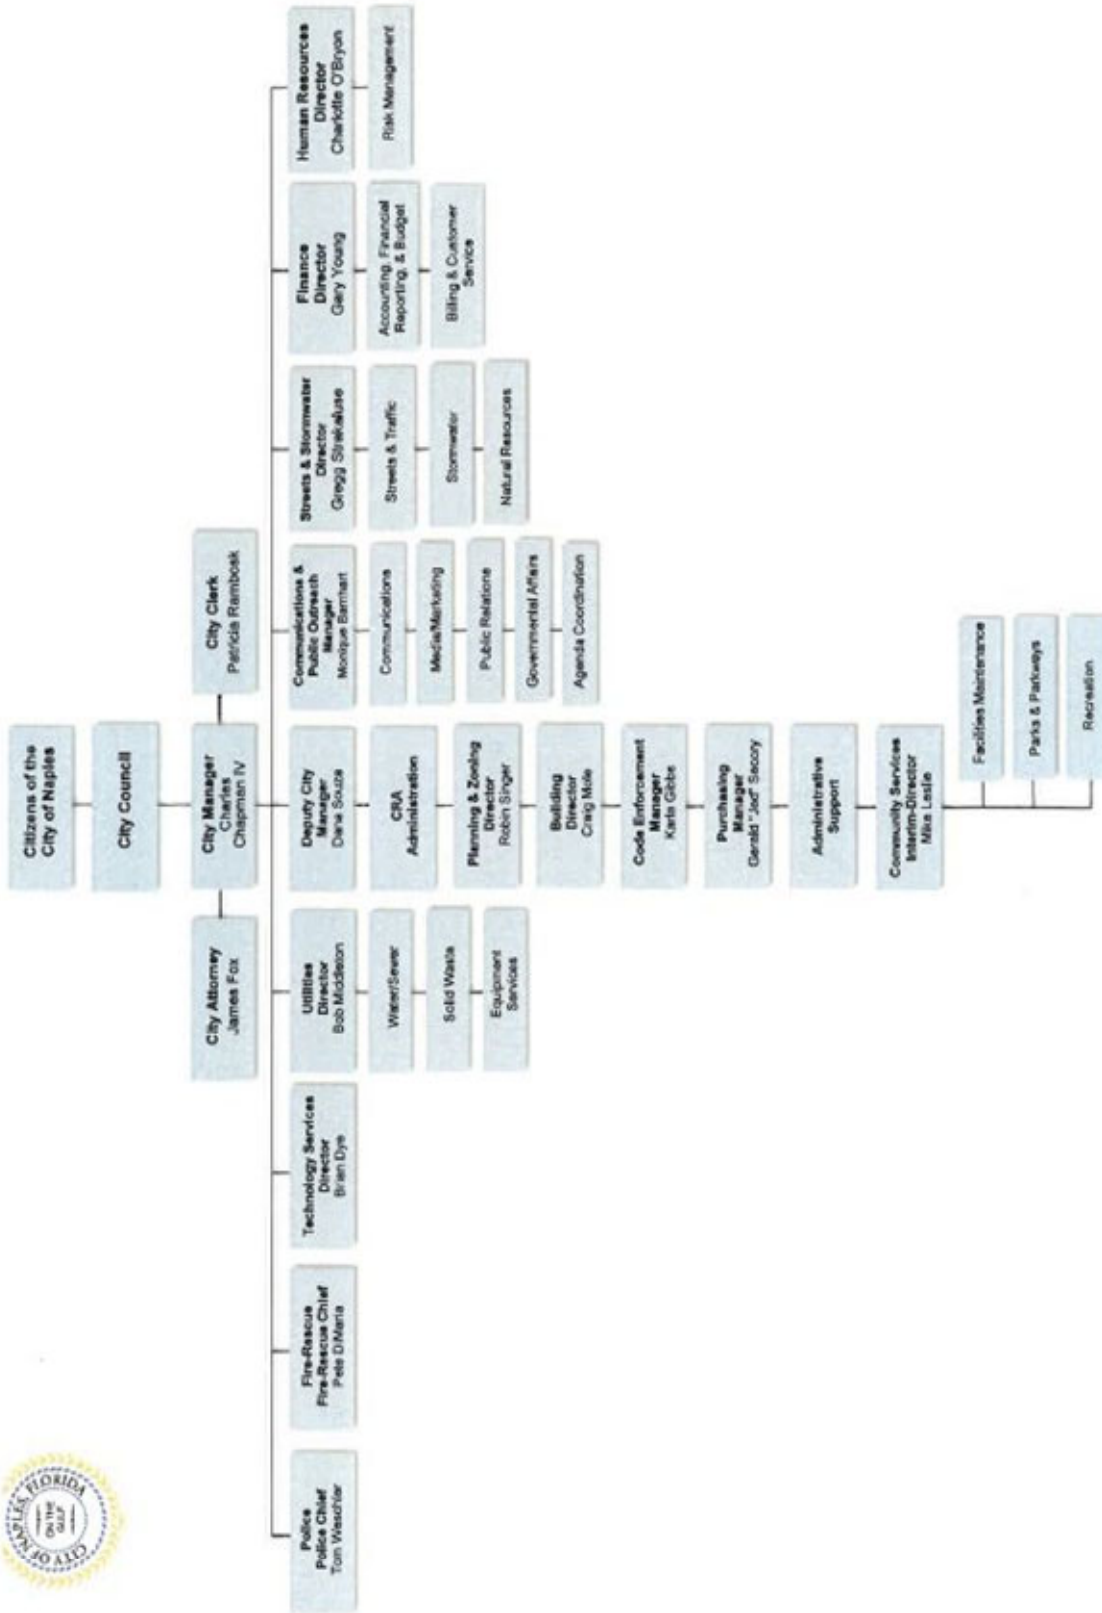 CITY OF NAPLES, FLORIDA
ON THE
GULF
Citizens of the
City of Naples
City Council
City Attorney
James Fox
City Manager
Charles
Chapman IV
City Clerk
Patricia Rambosk
Police
Police Chief
Tom Weschler
Fire-Rescue
Fire-Rescue Chief
Pete DiMaria
Technology Services
Director
Brian Dye
Utilities
Director
Bob Middleton
Water/Sewer
Solid Waste
Equipment
Services
Deputy City
Manager
Dana Souza
CRA
Administration
Planning & Zoning
Director
Robin Singer
Building
Director
Craig Mole
Code Enforcement
Manager
Karla Gibbs
Purchasing
Manager
Gerald "Jed" Secory
Administrative
Support
Community Services
Interim-Director
Mike Leslie
Facilities Maintenance
Parks & Parkways
Recreation
Communications &
Public Outreach
Manager
Monique Barnhart
Communications
Media/Marketing
Public Relations
Governmental Affairs
Agenda Coordination
Streets & Stormwater
Director
Gregg Strakaluse
Streets & Traffic
Stormwater
Natural Resources
Finance
Director
Gary Young
Accounting, Financial
Reporting, & Budget
Billing & Customer
Service
Human Resources
Director
Charlotte O'Bryon
Risk Management